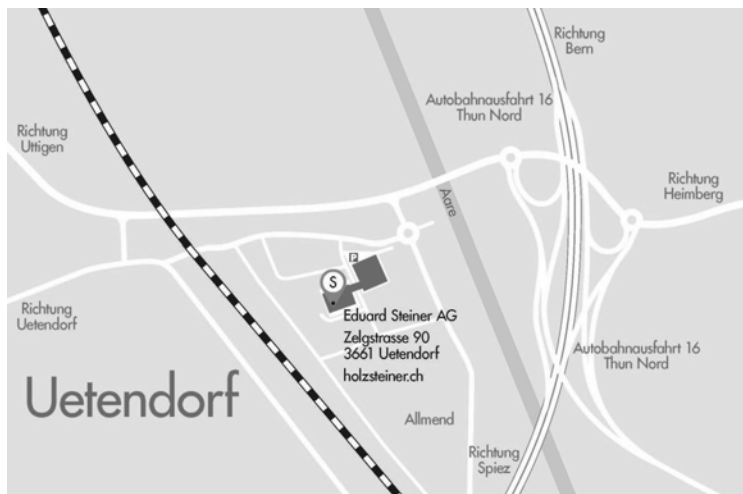 Richtung
Bern
Autobahnausfahrt 16
Thun Nord
Richtung
Uttigen
Richtung
Heimberg
Aare
P
S
Richtung
Uetendorf
Eduard Steiner AG
Zelgstrasse 90
3661 Uetendorf
holzsteiner.ch
Autobahnausfahrt 16
Thun Nord
Uetendorf
Allmend
Richtung
Spiez